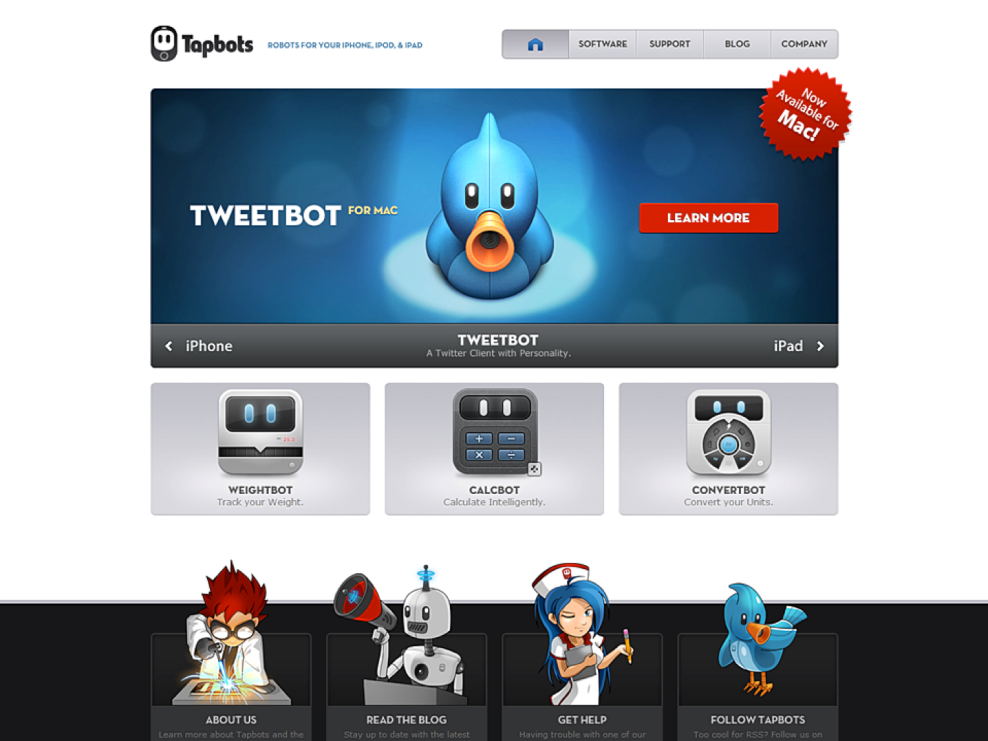 Tapbots
ROBOTS FOR YOUR IPHONE, IPOD, & IPAD
SOFTWARE
SUPPORT
BLOG
COMPANY
Now
Available for
Mac!
TWEETBOT FOR MAC
LEARN MORE
iPhone
TWEETBOT
A Twitter Client with Personality.
iPad
WEIGHTBOT
Track your Weight.
CALCBOT
Calculate Intelligently.
CONVERTBOT
Convert your Units.
ABOUT US
Learn more about Tapbots and the
READ THE BLOG
Stay up to date with the latest
GET HELP
Having trouble with one of our
FOLLOW TAPBOTS
Too cool for RSS? Follow us on